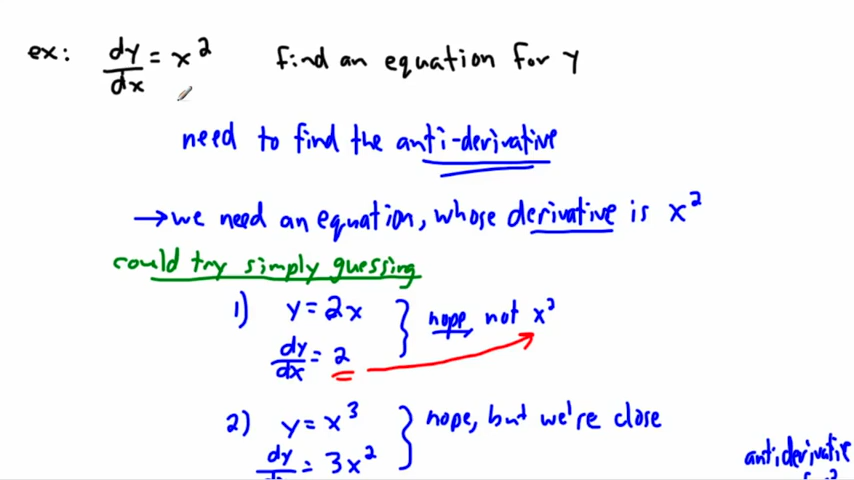 ex: dy/dx = x² find an equation for y
need to find the anti-derivative
→ we need an equation, whose derivative is x²
could try simply guessing
1) y = 2x
dy/dx = 2
} nope, not x²
2) y = x³
dy/dx = 3x²
} nope, but we're close
antiderivative